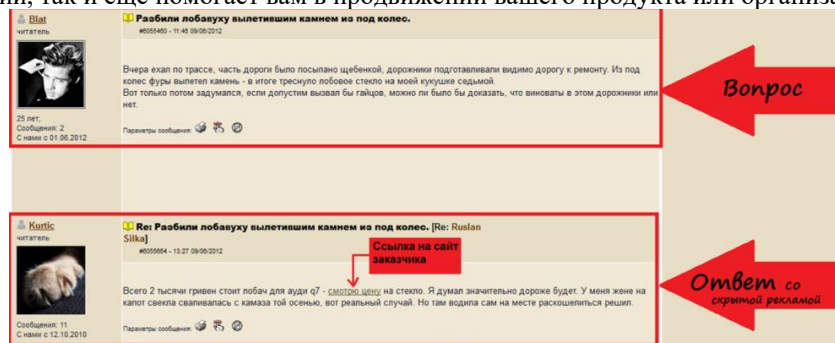 ии, так и еще помогает вам в продвижении вашего продукта или организа
Blat
читатель
25 лет,
Сообщения: 2
С нами с 01.06.2012
Разбили лобавуху вылетившим камнем из под колес.
#6055460 - 11:46 09/06/2012
Вчера ехал по трассе, часть дороги было посыпано щебенкой, дорожники подготавливали видимо дорогу к ремонту. Из под
колес фуры вылетел камень - в итоге треснуло лобовое стекло на моей кукушке седьмой.
Вот только потом задумался, если допустим вызвал бы гайцов, можно ли было бы доказать, что виноваты в этом дорожники или
нет.
Параметры сообщения:
Вопрос
Kurtic
читатель
Сообщения: 11
С нами с 12.10.2010
Re: Разбили лобавуху вылетившим камнем из под колес. [Re: Ruslan
Silka]
#6055664 - 13:27 09/06/2012
Ссылка на сайт
заказчика
Всего 2 тысячи гривен стоит лобач для ауди q7 - смотрю цену на стекло. Я думал значительно дороже будет. У меня жене на
капот свекла сваливалась с камаза той осенью, вот реальный случай. Но там водила сам на месте раскошелиться решил.
Параметры сообщения:
Ответ со
скрытой рекламой